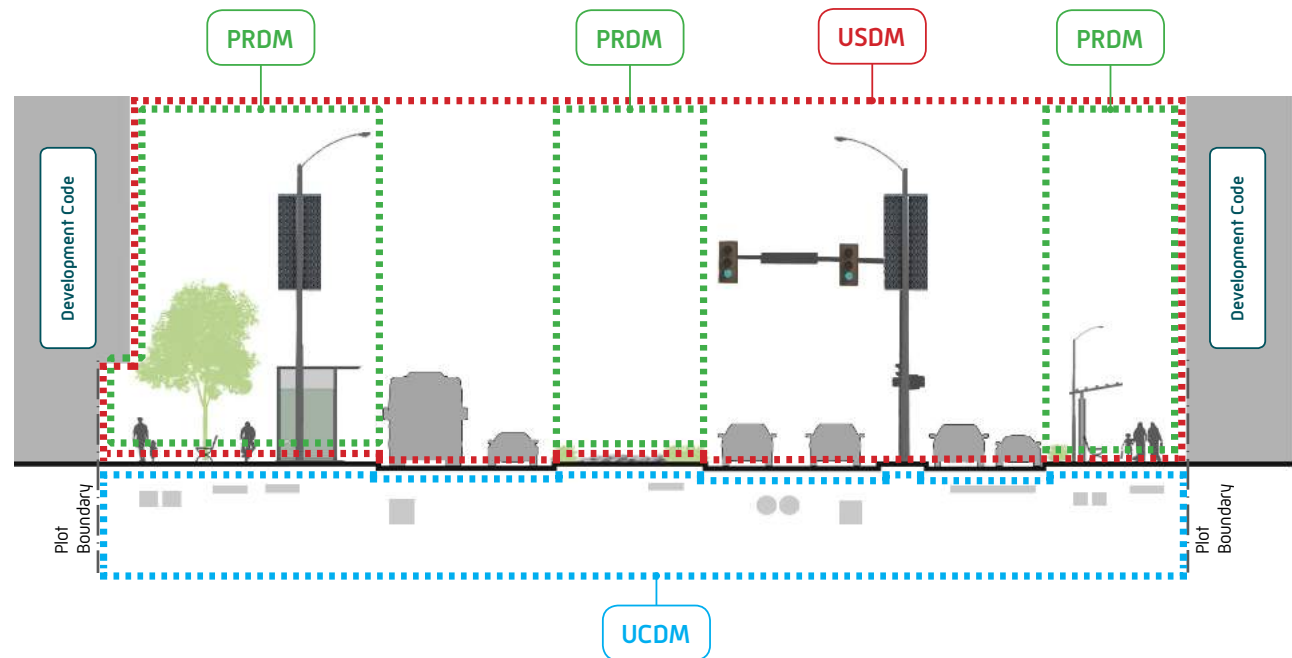 PRDM
PRDM
USDM
PRDM
Development Code
Development Code
Plot
Boundary
Plot
Boundary
UCDM